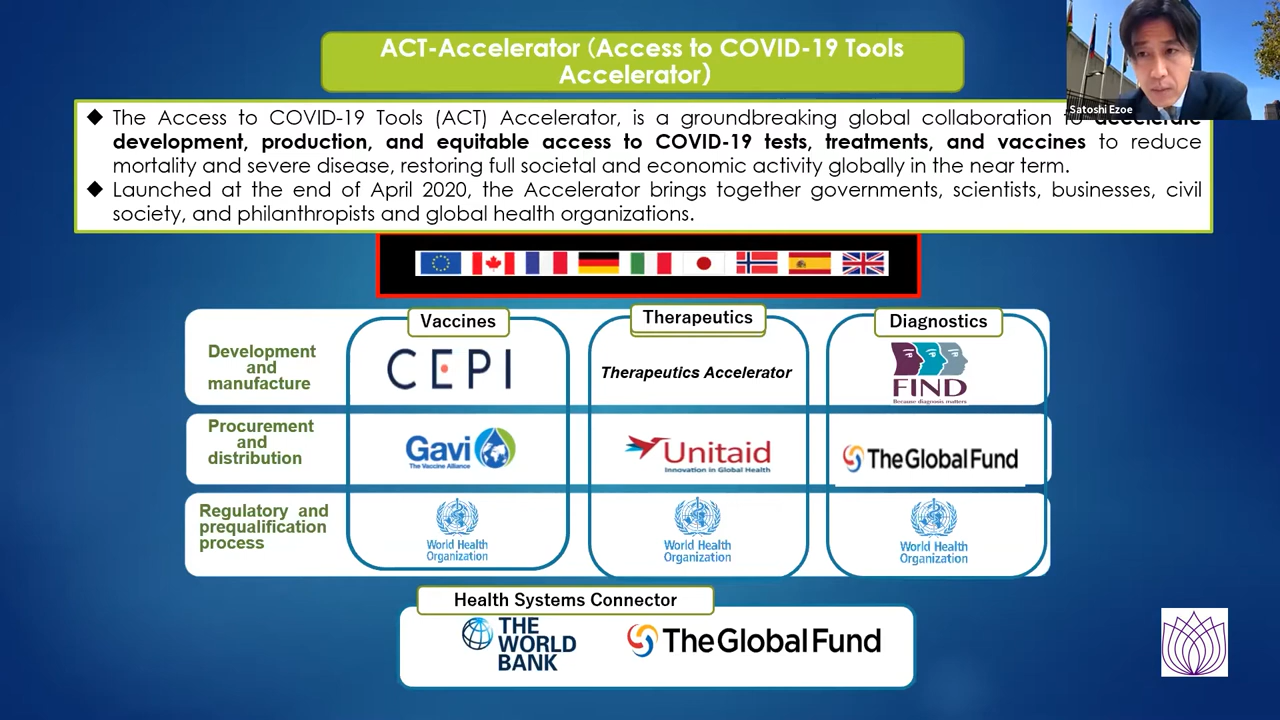 ACT-Accelerator (Access to COVID-19 Tools
Accelerator)
Satoshi Ezoe
◆ The Access to COVID-19 Tools (ACT) Accelerator, is a groundbreaking global collaboration to accelerate
development, production, and equitable access to COVID-19 tests, treatments, and vaccines to reduce
mortality and severe disease, restoring full societal and economic activity globally in the near term.
◆ Launched at the end of April 2020, the Accelerator brings together governments, scientists, businesses, civil
society, and philanthropists and global health organizations.
Vaccines
Therapeutics
Diagnostics
Development
and
manufacture
CEPI
Therapeutics Accelerator
FIND
Because diagnosis matters
Procurement
and
distribution
Gavi
The Vaccine Alliance
Unitaid
Innovation in Global Health
The Global Fund
Regulatory and
prequalification
process
World Health
Organization
World Health
Organization
World Health
Organization
Health Systems Connector
THE
WORLD
BANK
The Global Fund